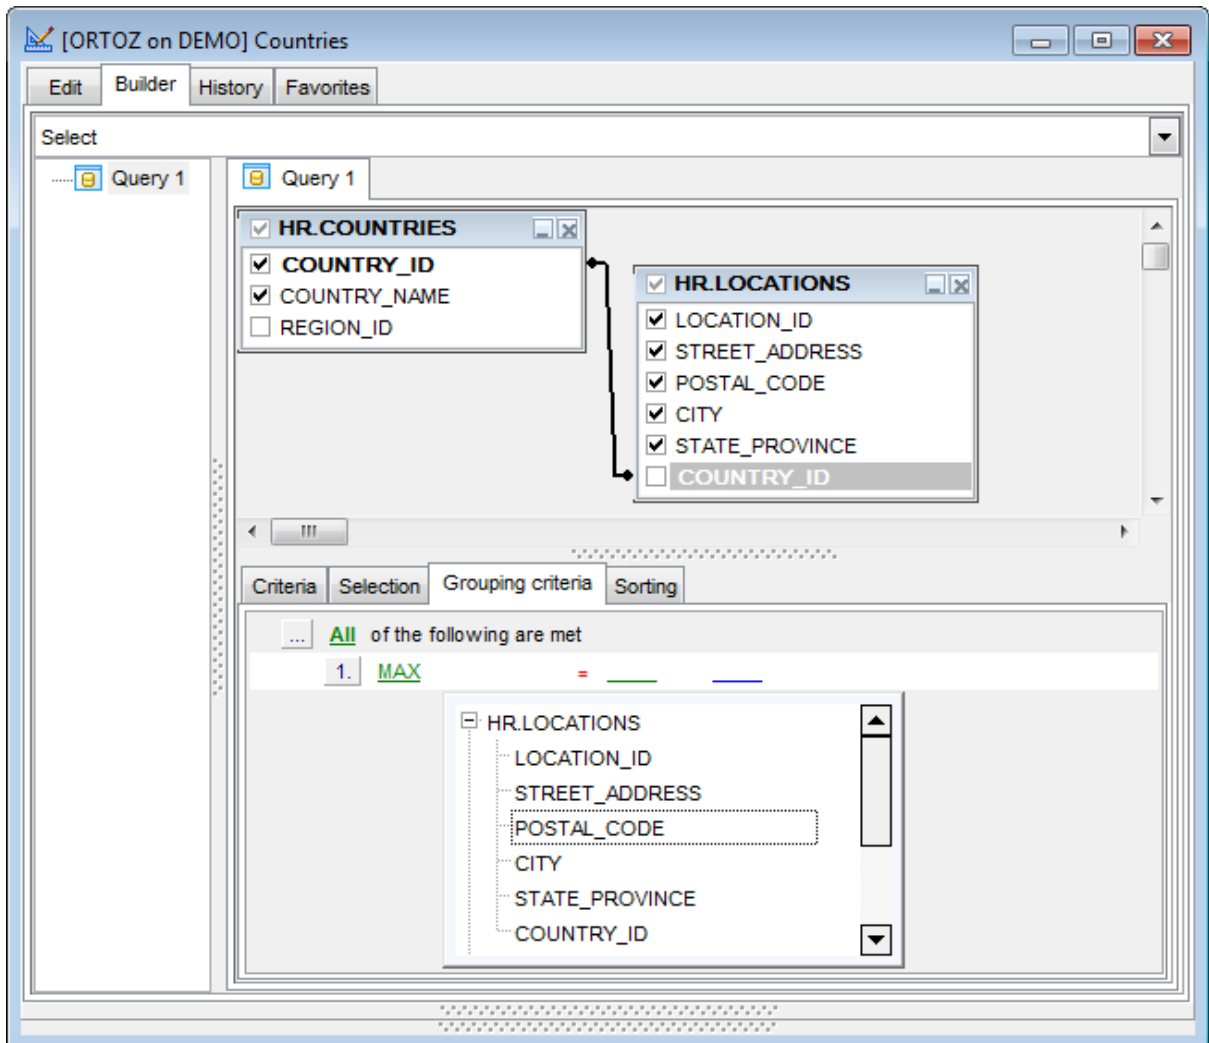 [ORTOZ on DEMO] Countries
Edit Builder History Favorites
Select
Query 1
Query 1
HR.COUNTRIES
COUNTRY_ID
COUNTRY_NAME
REGION_ID
HR.LOCATIONS
LOCATION_ID
STREET_ADDRESS
POSTAL_CODE
CITY
STATE_PROVINCE
COUNTRY_ID
Criteria Selection Grouping criteria Sorting
... All of the following are met
1. MAX =
HR.LOCATIONS
LOCATION_ID
STREET_ADDRESS
POSTAL_CODE
CITY
STATE_PROVINCE
COUNTRY_ID